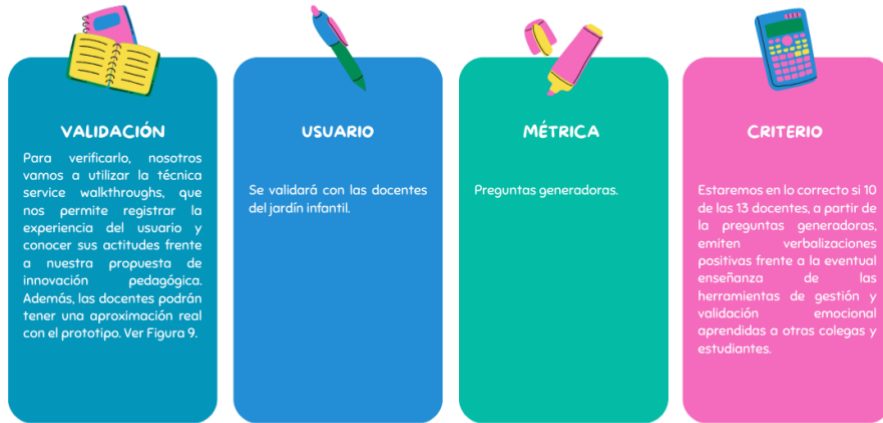 VALIDACIÓN
Para verificarlo, nosotros
vamos a utilizar la técnica
service walkthroughs, que
nos permite registrar la
experiencia del usuario y
conocer sus actitudes frente
a nuestra propuesta de
innovación pedagógica.
Además, las docentes podrán
tener una aproximación real
con el prototipo. Ver Figura 9.
USUARIO
Se validará con las docentes
del jardín infantil.
MÉTRICA
Preguntas generadoras.
CRITERIO
Estaremos en lo correcto si 10
de las 13 docentes, a partir de
la preguntas generadoras,
emiten verbalizaciones
positivas frente a la eventual
enseñanza de las
herramientas de gestión y
validación emocional
aprendidas a otras colegas y
estudiantes.